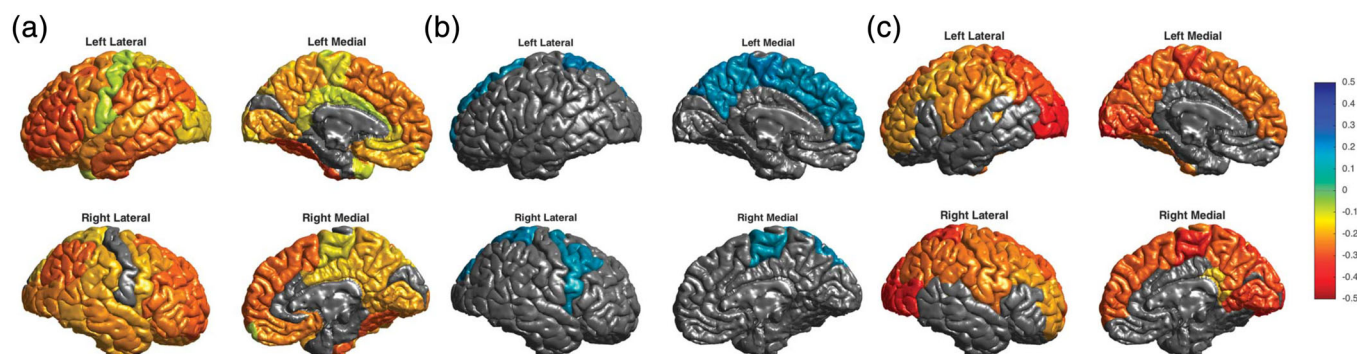 (a)
Left Lateral
Left Medial
Right Lateral
Right Medial
(b)
Left Lateral
Left Medial
Right Lateral
Right Medial
(c)
Left Lateral
Left Medial
Right Lateral
Right Medial
0.5
0.4
0.3
0.2
0.1
0
-0.1
-0.2
-0.3
-0.4
-0.5